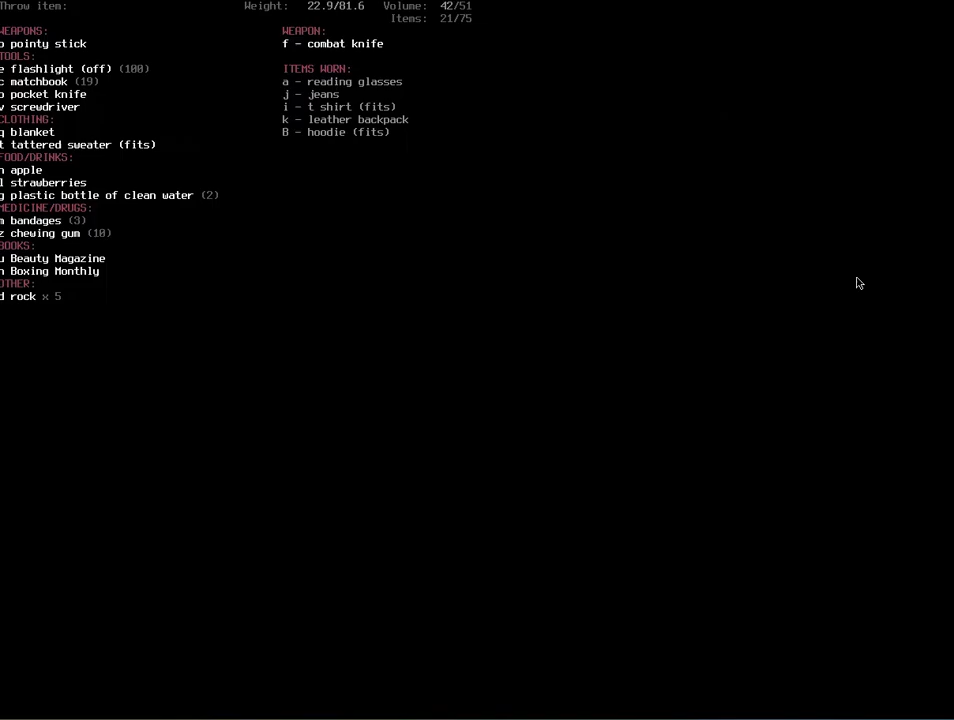 Throw item: Weight: 22.9/81.6 Volume: 42/51
Items: 21/75
WEAPONS: WEAPON:
pointy stick f - combat knife
TOOLS:
e flashlight (off) (100) ITEMS WORN:
c matchbook (19) a - reading glasses
pocket knife j - jeans
v screwdriver i - t shirt (fits)
CLOTHING: k - leather backpack
q blanket B - hoodie (fits)
t tattered sweater (fits)
FOOD/DRINKS:
apple
l strawberries
g plastic bottle of clean water (2)
MEDICINE/DRUGS:
m bandages (3)
z chewing gum (10)
BOOKS:
u Beauty Magazine
Boxing Monthly
OTHER:
d rock x 5